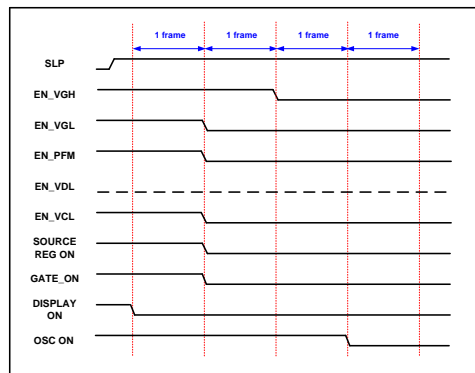 1 frame 1 frame 1 frame 1 frame
SLP
EN_VGH
EN_VGL
EN_PFM
EN_VDL
EN_VCL
SOURCE
REG ON
GATE_ON
DISPLAY
ON
OSC ON